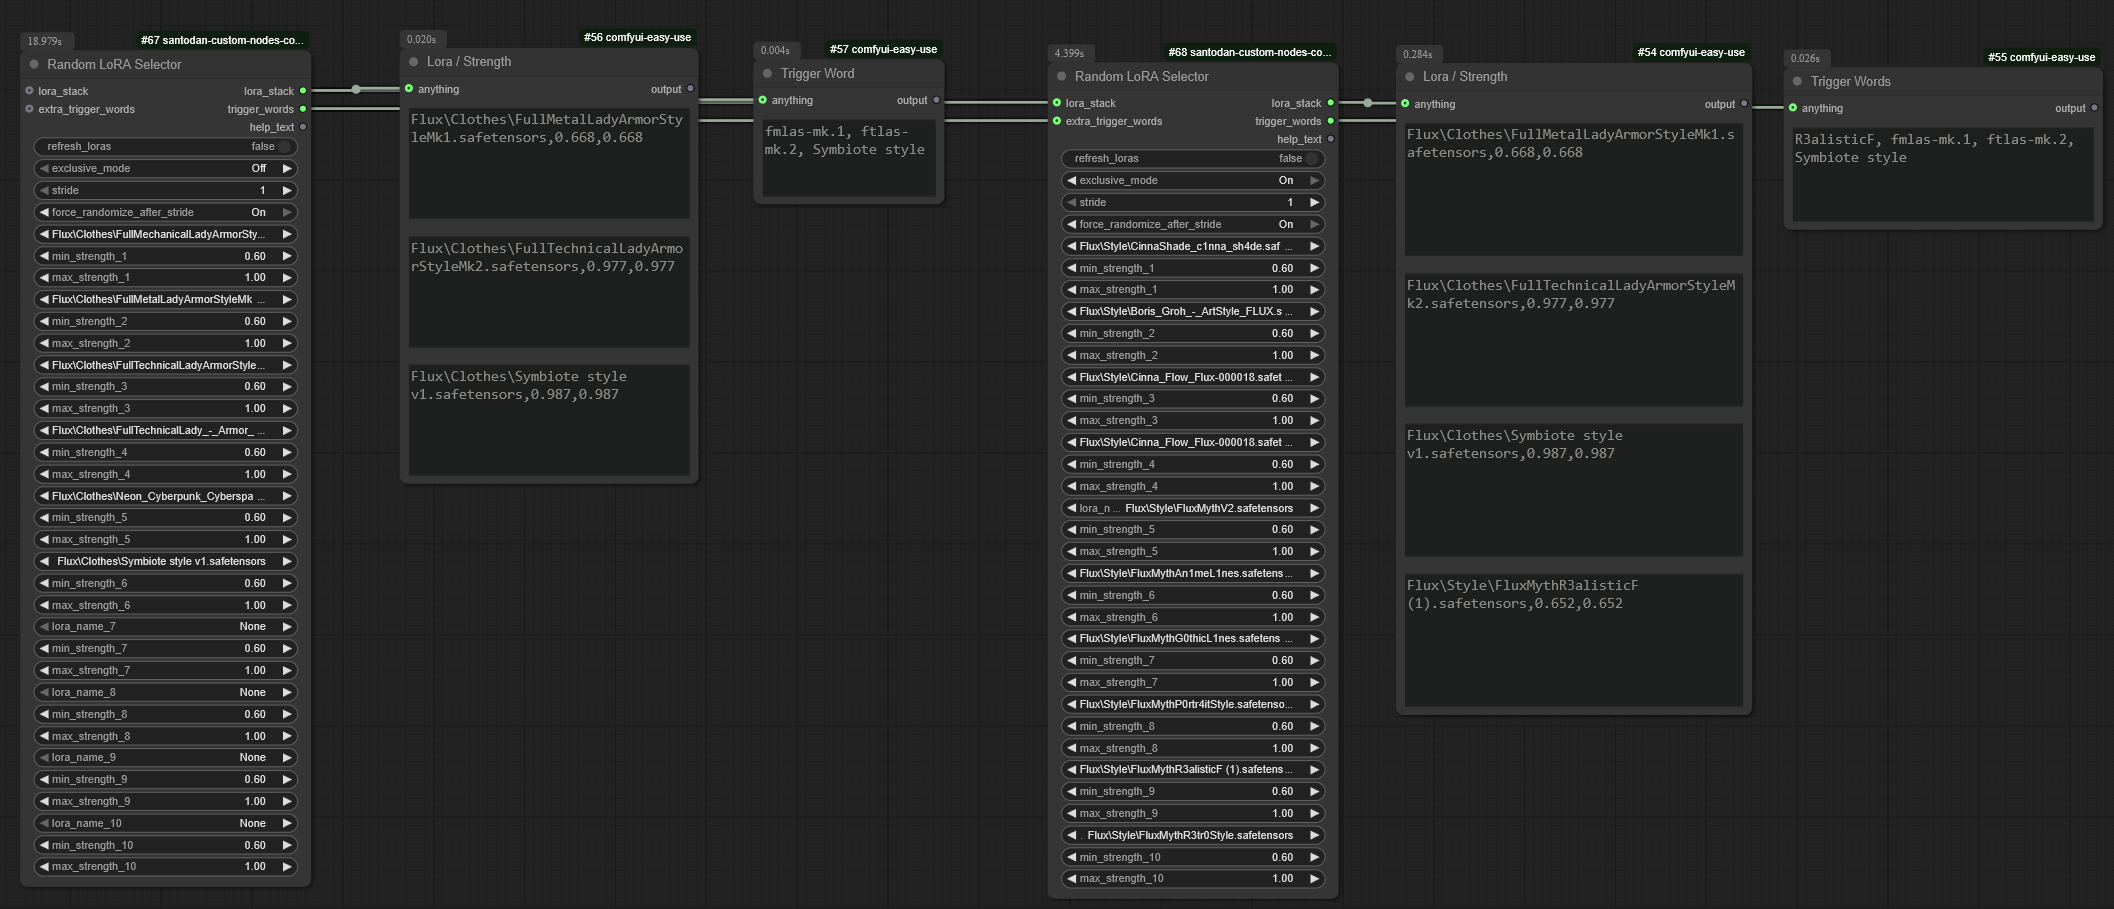 18.979s
#67 santodan-custom-nodes-co...
Random LoRA Selector
lora_stack lora_stack
extra_trigger_words trigger_words
help_text
refresh_loras false
exclusive_mode Off
stride 1
force_randomize_after_stride On
Flux\Clothes\FullMechanicalLadyArmorSty...
min_strength_1 0.60
max_strength_1 1.00
Flux\Clothes\FullMetalLadyArmorStyleMk ...
min_strength_2 0.60
max_strength_2 1.00
Flux\Clothes\FullTechnicalLadyArmorStyle...
min_strength_3 0.60
max_strength_3 1.00
Flux\Clothes\FullTechnicalLady_-_Armor_ ...
min_strength_4 0.60
max_strength_4 1.00
Flux\Clothes\Neon_Cyberpunk_Cyberspa ...
min_strength_5 0.60
max_strength_5 1.00
Flux\Clothes\Symbiote style v1.safetensors
min_strength_6 0.60
max_strength_6 1.00
lora_name_7 None
min_strength_7 0.60
max_strength_7 1.00
lora_name_8 None
min_strength_8 0.60
max_strength_8 1.00
lora_name_9 None
min_strength_9 0.60
max_strength_9 1.00
lora_name_10 None
min_strength_10 0.60
max_strength_10 1.00
0.020s
#56 comfyui-easy-use
Lora / Strength
anything output
Flux\Clothes\FullMetalLadyArmorSty
leMk1.safetensors,0.668,0.668
Flux\Clothes\FullTechnicalLadyArmo
rStyleMk2.safetensors,0.977,0.977
Flux\Clothes\Symbiote style
v1.safetensors,0.987,0.987
0.004s
#57 comfyui-easy-use
Trigger Word
anything output
fmlas-mk.1, ftlas-
mk.2, Symbiote style
4.399s
#68 santodan-custom-nodes-co...
Random LoRA Selector
lora_stack lora_stack
extra_trigger_words trigger_words
help_text
refresh_loras false
exclusive_mode On
stride 1
force_randomize_after_stride On
Flux\Style\CinnaShade_c1nna_sh4de.saf ...
min_strength_1 0.60
max_strength_1 1.00
Flux\Style\Boris_Groh_-_ArtStyle_FLUX.s ...
min_strength_2 0.60
max_strength_2 1.00
Flux\Style\Cinna_Flow_Flux-000018.safet ...
min_strength_3 0.60
max_strength_3 1.00
Flux\Style\Cinna_Flow_Flux-000018.safet ...
min_strength_4 0.60
max_strength_4 1.00
lora_n ... Flux\Style\FluxMythV2.safetensors
min_strength_5 0.60
max_strength_5 1.00
Flux\Style\FluxMythAn1meL1nes.safetens ...
min_strength_6 0.60
max_strength_6 1.00
Flux\Style\FluxMythG0thicL1nes.safetens ...
min_strength_7 0.60
max_strength_7 1.00
Flux\Style\FluxMythP0rtr4itStyle.safetenso...
min_strength_8 0.60
max_strength_8 1.00
Flux\Style\FluxMythR3alisticF (1).safetens ...
min_strength_9 0.60
max_strength_9 1.00
. Flux\Style\FluxMythR3tr0Style.safetensors
min_strength_10 0.60
max_strength_10 1.00
0.284s
#54 comfyui-easy-use
Lora / Strength
anything output
Flux\Clothes\FullMetalLadyArmorStyleMk1.s
afetensors,0.668,0.668
Flux\Clothes\FullTechnicalLadyArmorStyleM
k2.safetensors,0.977,0.977
Flux\Clothes\Symbiote style
v1.safetensors,0.987,0.987
Flux\Style\FluxMythR3alisticF
(1).safetensors,0.652,0.652
0.026s
#55 comfyui-easy-use
Trigger Words
anything output
R3alisticF, fmlas-mk.1, ftlas-mk.2,
Symbiote style